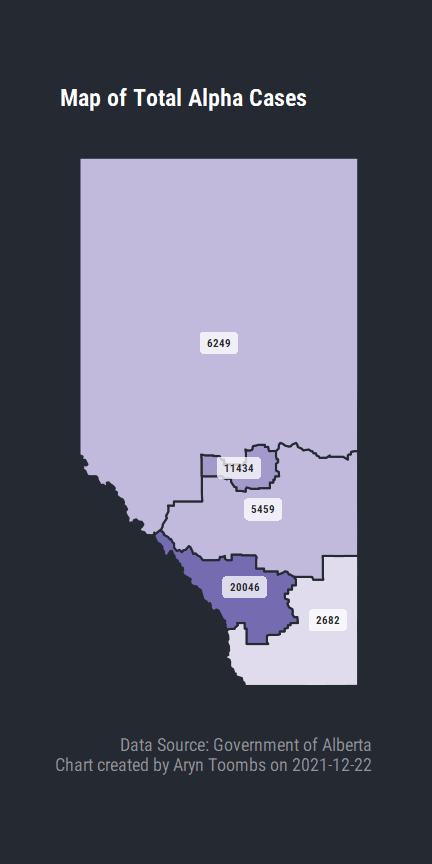 Map of Total Alpha Cases
6249
11434
5459
20046
2682
Data Source: Government of Alberta
Chart created by Aryn Toombs on 2021-12-22